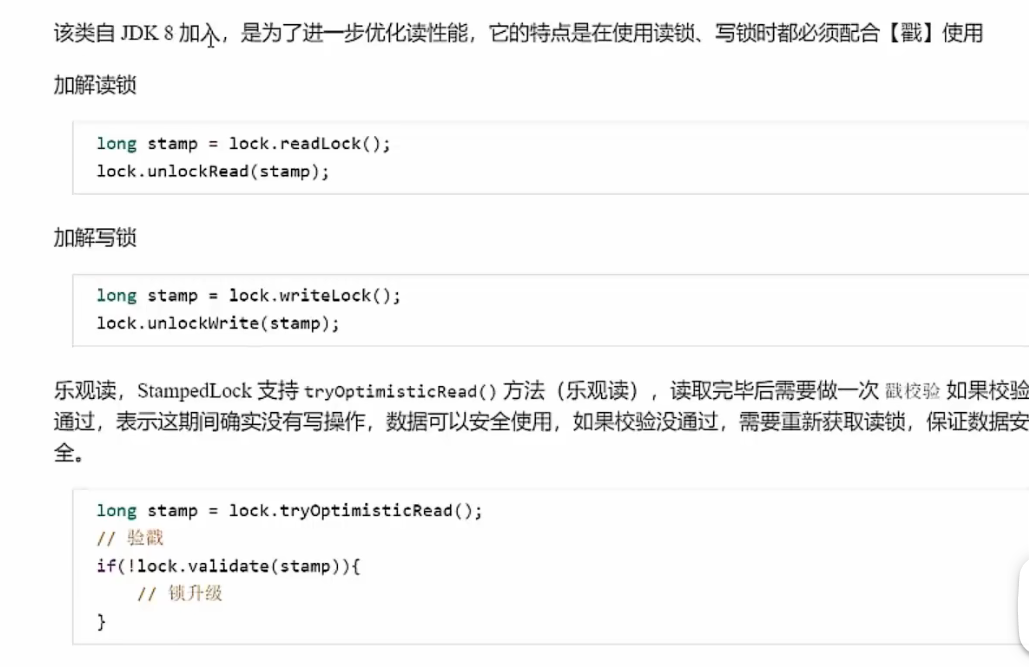 该类自 JDK 8 加入，是为了进一步优化读性能，它的特点是在使用读锁、写锁时都必须配合【戳】使用
加解读锁
long stamp = lock.readLock();
lock.unlockRead(stamp);
加解写锁
long stamp = lock.writeLock();
lock.unlockWrite(stamp);
乐观读，StampedLock 支持 tryOptimisticRead() 方法（乐观读），读取完毕后需要做一次 戳校验 如果校验
通过，表示这期间确实没有写操作，数据可以安全使用，如果校验没通过，需要重新获取读锁，保证数据安
全。
long stamp = lock.tryOptimisticRead();
// 验戳
if(!lock.validate(stamp)){
// 锁升级
}